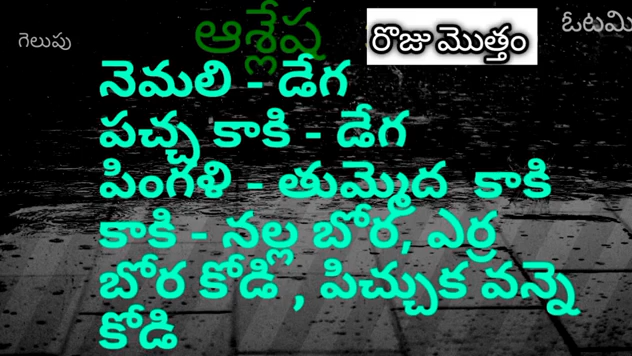 గెలుపు
ఆశ్లేష
రొజు మొత్తం
ఓటమి
నెమలి - డేగ
పచ్చ కాకి - డేగ
పింగళి - తుమ్మెద కాకి
కాకి - నల్ల బోర, ఎర్ర
బోర కోడి , పిచ్చుక వన్నె
కోడి